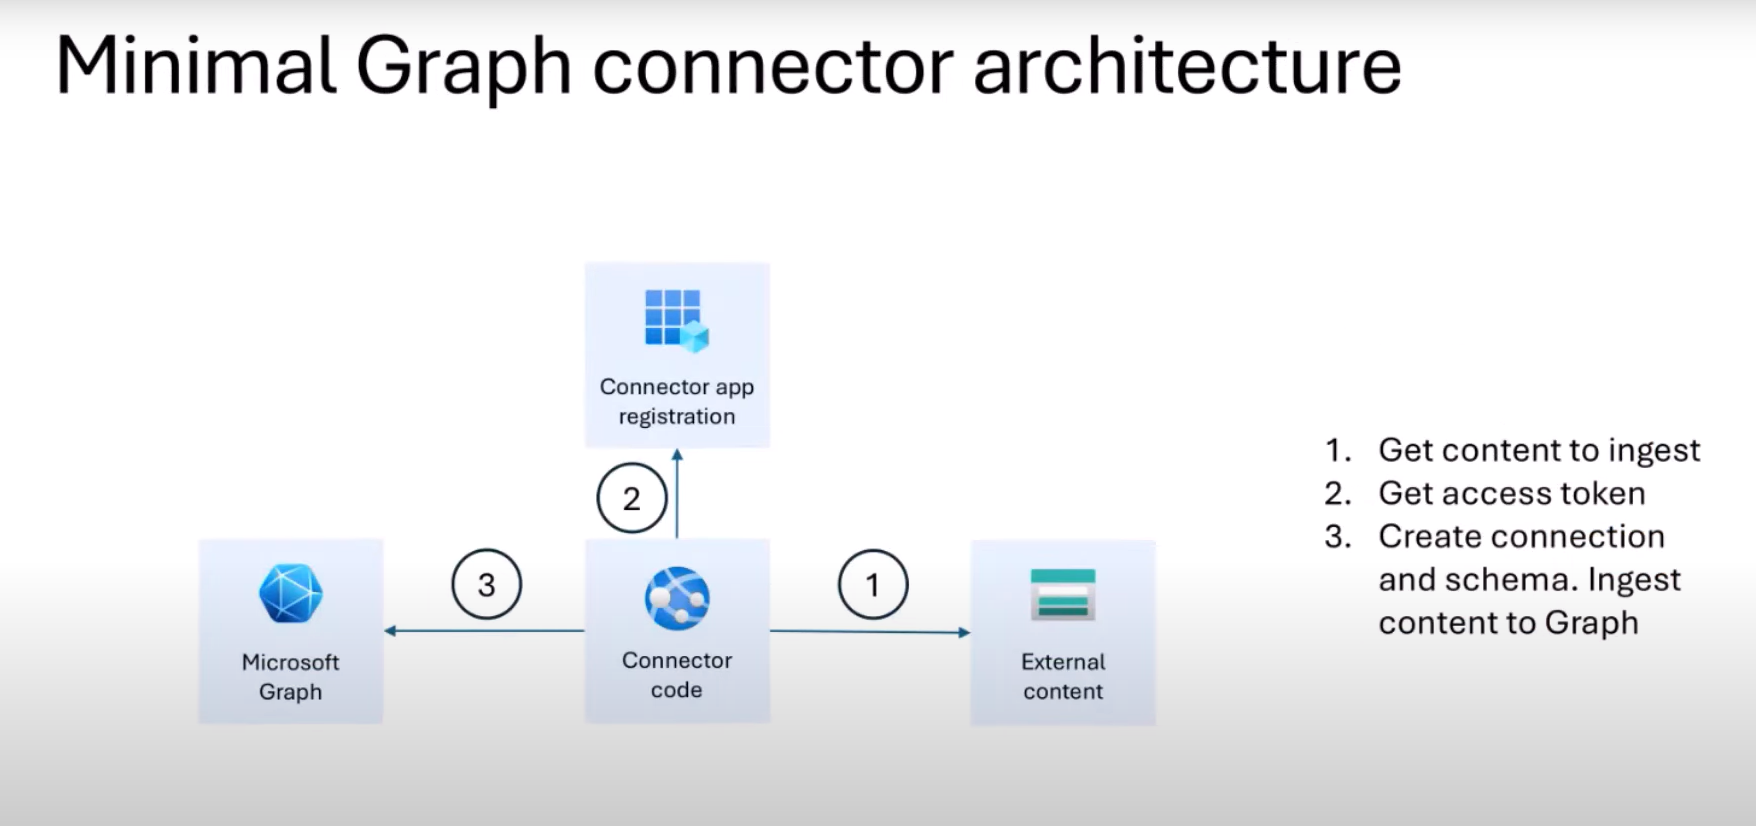 Minimal Graph connector architecture
Connector app
registration
2
3
1
Microsoft
Graph
Connector
code
External
content
1. Get content to ingest
2. Get access token
3. Create connection
and schema. Ingest
content to Graph